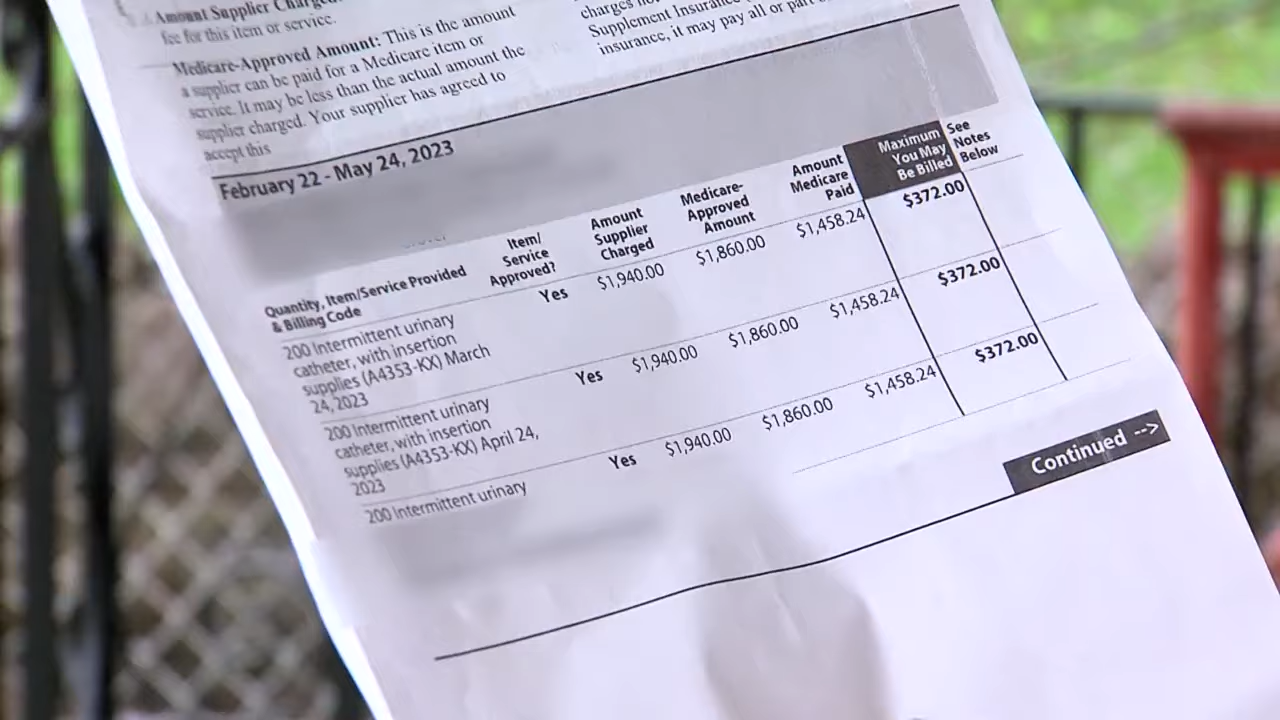 Amount Supplier Charged:
fee for this item or service.
Medicare-Approved Amount: This is the amount
a supplier can be paid for a Medicare item or
service. It may be less than the actual amount the
supplier charged. Your supplier has agreed to
accept this
charges
Supplement Insurance
insurance, it may pay all or part
February 22 - May 24, 2023
Quantity, Item/Service Provided
& Billing Code
Item/
Service
Approved?
Amount
Supplier
Charged
Medicare-
Approved
Amount
Amount
Medicare
Paid
Maximum
You May
Be Billed
See
Notes
Below
200 Intermittent urinary
catheter, with insertion
supplies (A4353-KX) March
24, 2023
Yes $1,940.00 $1,860.00 $1,458.24 $372.00
200 Intermittent urinary
catheter, with insertion
supplies (A4353-KX) April 24,
2023
Yes $1,940.00 $1,860.00 $1,458.24 $372.00
200 Intermittent urinary
Yes $1,940.00 $1,860.00 $1,458.24 $372.00
Continued -->